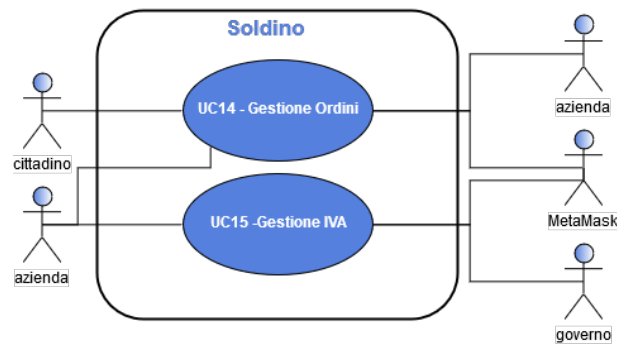 Soldino
UC14 - Gestione Ordini
cittadino
azienda
UC15 -Gestione IVA
azienda
MetaMask
governo